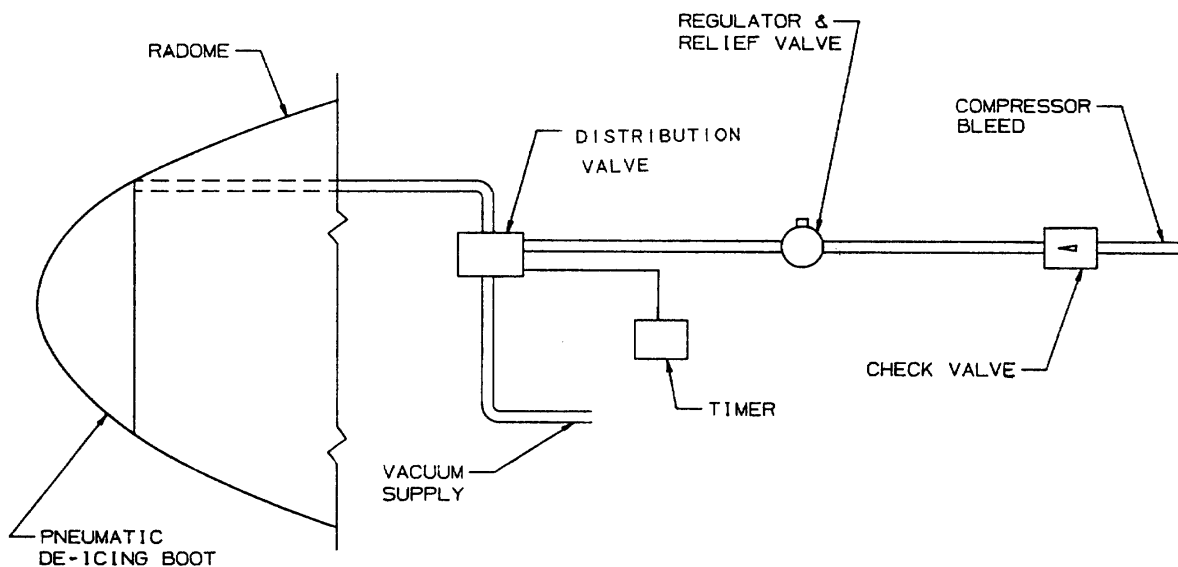 REGULATOR &
RELIEF VALVE
RADOME
COMPRESSOR
BLEED
DISTRIBUTION
VALVE
CHECK VALVE
TIMER
VACUUM
SUPPLY
PNEUMATIC
DE-ICING BOOT